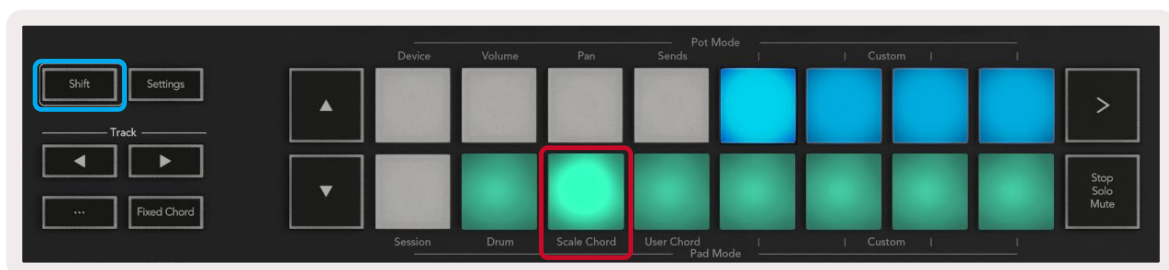 Pot Mode
Device Volume Pan Sends Custom
Shift Settings
Track
Fixed Chord
...
Stop
Solo
Mute
Session Drum Scale Chord User Chord Custom
Pad Mode